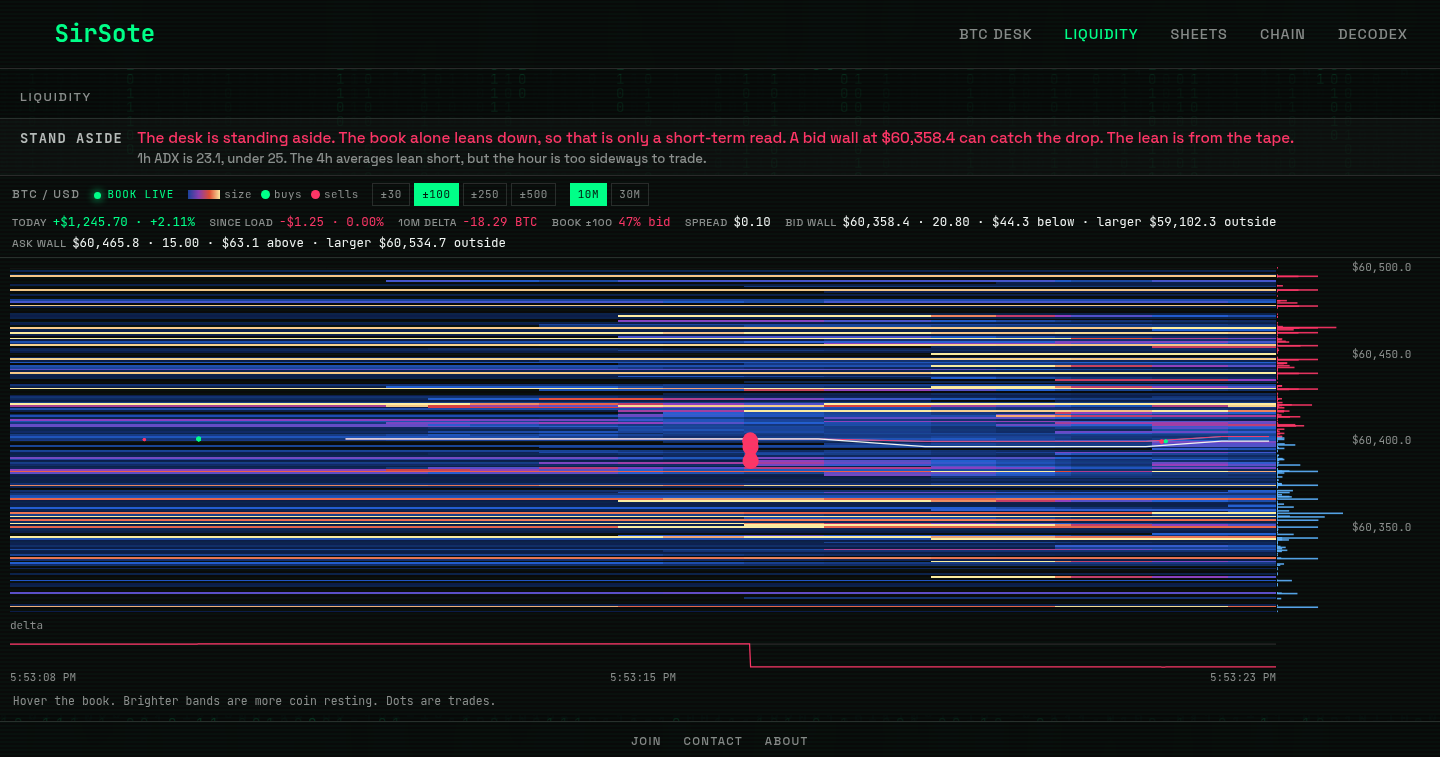 SirSote
BTC DESK LIQUIDITY SHEETS CHAIN DECODEX
LIQUIDITY
STAND ASIDE The desk is standing aside. The book alone leans down, so that is only a short-term read. A bid wall at $60,358.4 can catch the drop. The lean is from the tape.
1h ADX is 23.1, under 25. The 4h averages lean short, but the hour is too sideways to trade.
BTC / USD BOOK LIVE size buys sells ±30 ±100 ±250 ±500 10M 30M
TODAY +$1,245.70 · +2.11% SINCE LOAD -$1.25 · 0.00% 10M DELTA -18.29 BTC BOOK ±100 47% bid SPREAD $0.10 BID WALL $60,358.4 · 20.80 · $44.3 below · larger $59,102.3 outside
ASK WALL $60,465.8 · 15.00 · $63.1 above · larger $60,534.7 outside
$60,500.0
$60,450.0
$60,400.0
$60,350.0
delta
5:53:08 PM 5:53:15 PM 5:53:23 PM
Hover the book. Brighter bands are more coin resting. Dots are trades.
JOIN CONTACT ABOUT